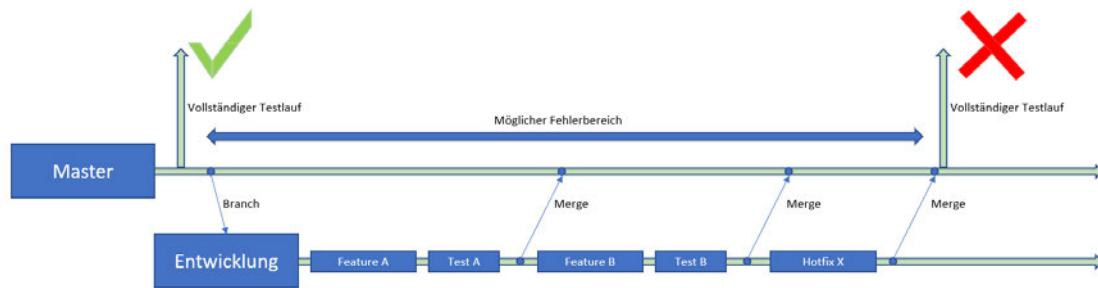 Vollständiger Testlauf
Vollständiger Testlauf
Möglicher Fehlerbereich
Master
Branch
Merge
Merge
Merge
Entwicklung
Feature A
Test A
Feature B
Test B
Hotfix X